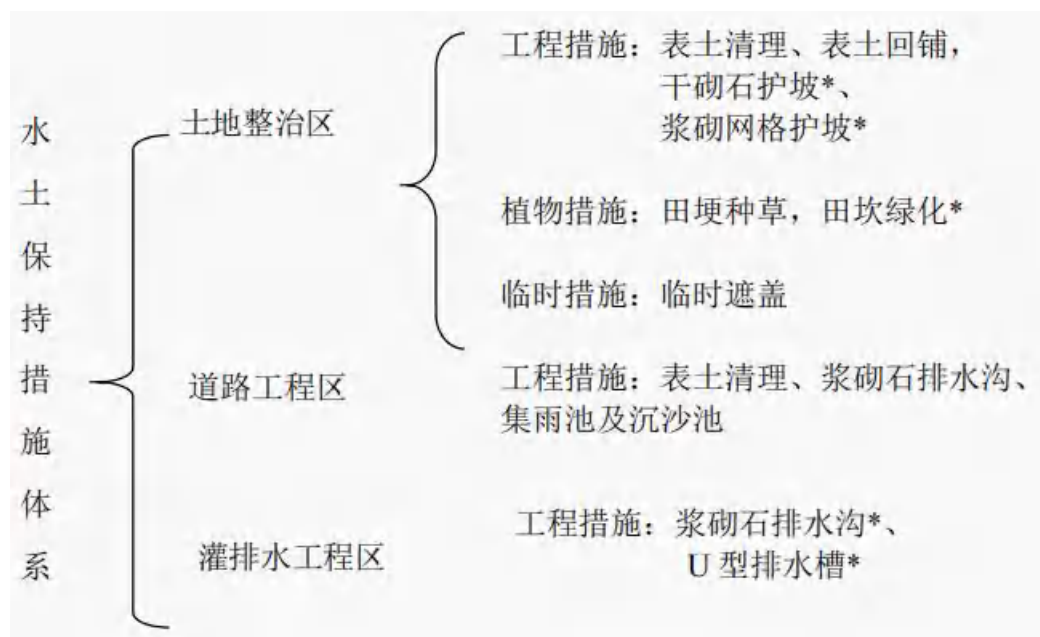 水土保持措施体系
土地整治区
工程措施：表土清理、表土回铺，
干砌石护坡*、
浆砌网格护坡*
植物措施：田埂种草，田坎绿化*
临时措施：临时遮盖
道路工程区
工程措施：表土清理、浆砌石排水沟、
集雨池及沉沙池
灌排水工程区
工程措施：浆砌石排水沟*、
U 型排水槽*